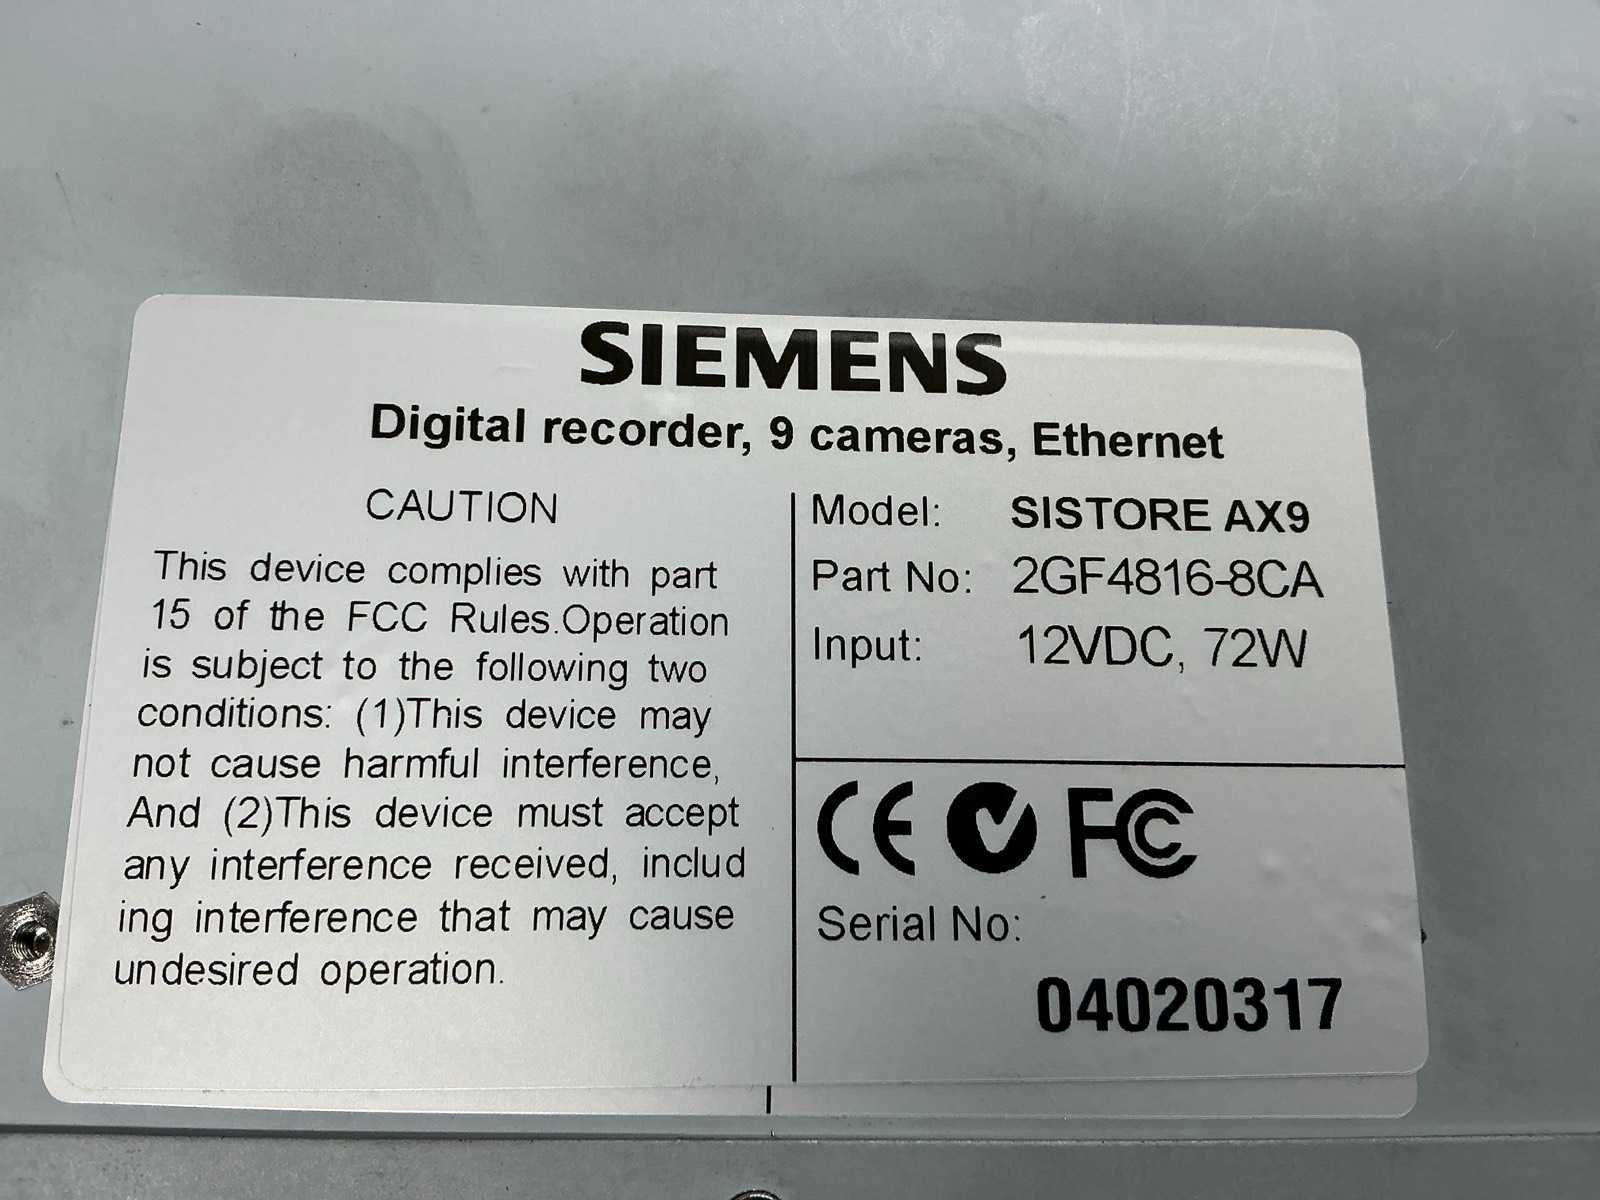 SIEMENS
Digital recorder, 9 cameras, Ethernet
CAUTION
This device complies with part
15 of the FCC Rules.Operation
is subject to the following two
conditions: (1)This device may
not cause harmful interference,
And (2)This device must accept
any interference received, includ
ing interference that may cause
undesired operation.
Model: SISTORE AX9
Part No: 2GF4816-8CA
Input: 12VDC, 72W
CE FC
Serial No:
04020317